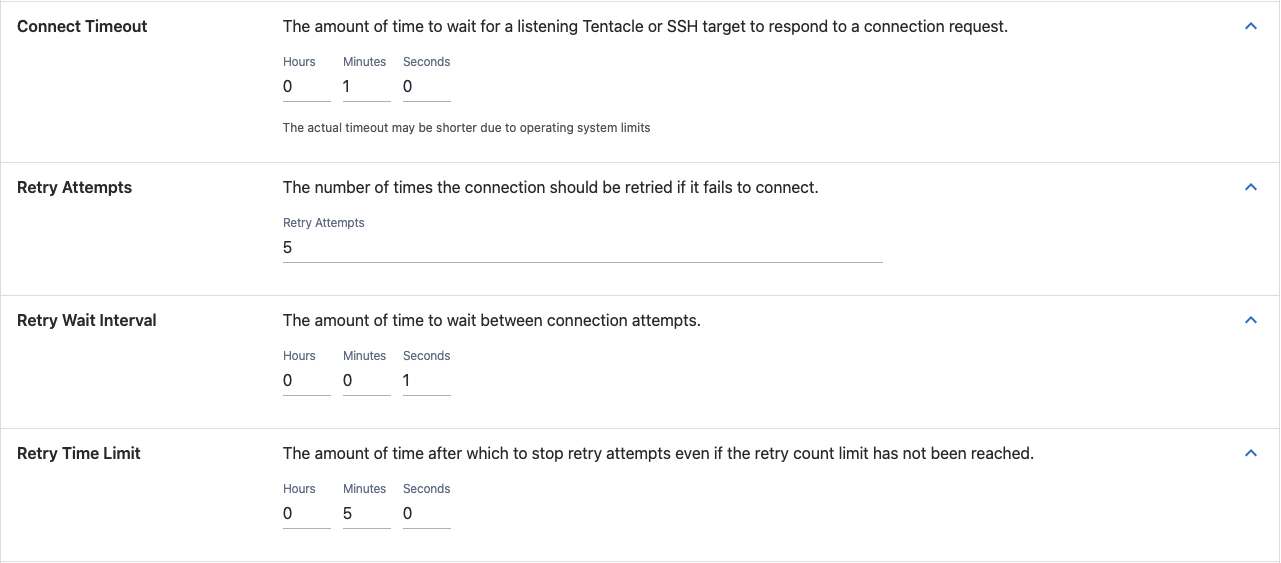 Connect Timeout
The amount of time to wait for a listening Tentacle or SSH target to respond to a connection request.
Hours Minutes Seconds
0 1 0
The actual timeout may be shorter due to operating system limits
Retry Attempts
The number of times the connection should be retried if it fails to connect.
Retry Attempts
5
Retry Wait Interval
The amount of time to wait between connection attempts.
Hours Minutes Seconds
0 0 1
Retry Time Limit
The amount of time after which to stop retry attempts even if the retry count limit has not been reached.
Hours Minutes Seconds
0 5 0